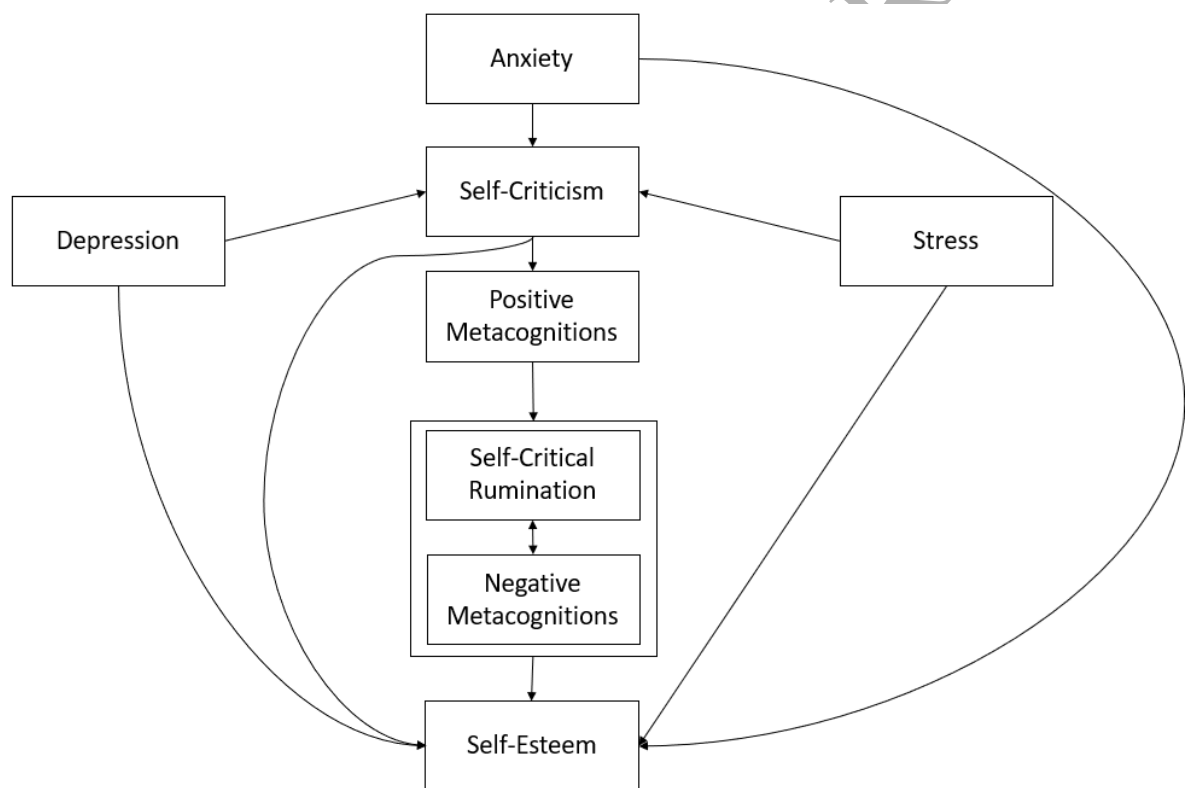 Anxiety
Self-Criticism
Depression
Stress
Positive
Metacognitions
Self-Critical
Rumination
Negative
Metacognitions
Self-Esteem